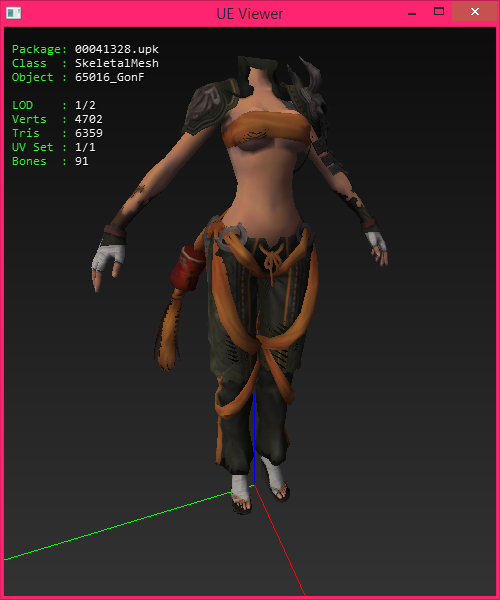 UE Viewer
Package: 00041328.upk
Class : SkeletalMesh
Object : 65016_GonF
LOD : 1/2
Verts : 4702
Tris : 6359
UV Set : 1/1
Bones : 91